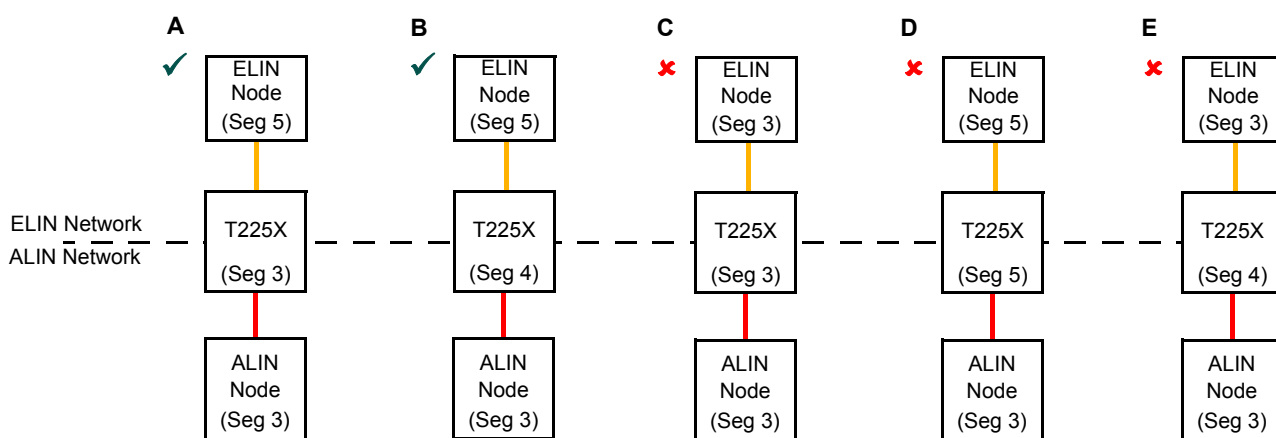 A B C D E
ELIN Node (Seg 5)
ELIN Node (Seg 5)
ELIN Node (Seg 3)
ELIN Node (Seg 5)
ELIN Node (Seg 3)
ELIN Network
ALIN Network
T225X (Seg 3)
T225X (Seg 4)
T225X (Seg 3)
T225X (Seg 5)
T225X (Seg 4)
ALIN Node (Seg 3)
ALIN Node (Seg 3)
ALIN Node (Seg 3)
ALIN Node (Seg 3)
ALIN Node (Seg 3)